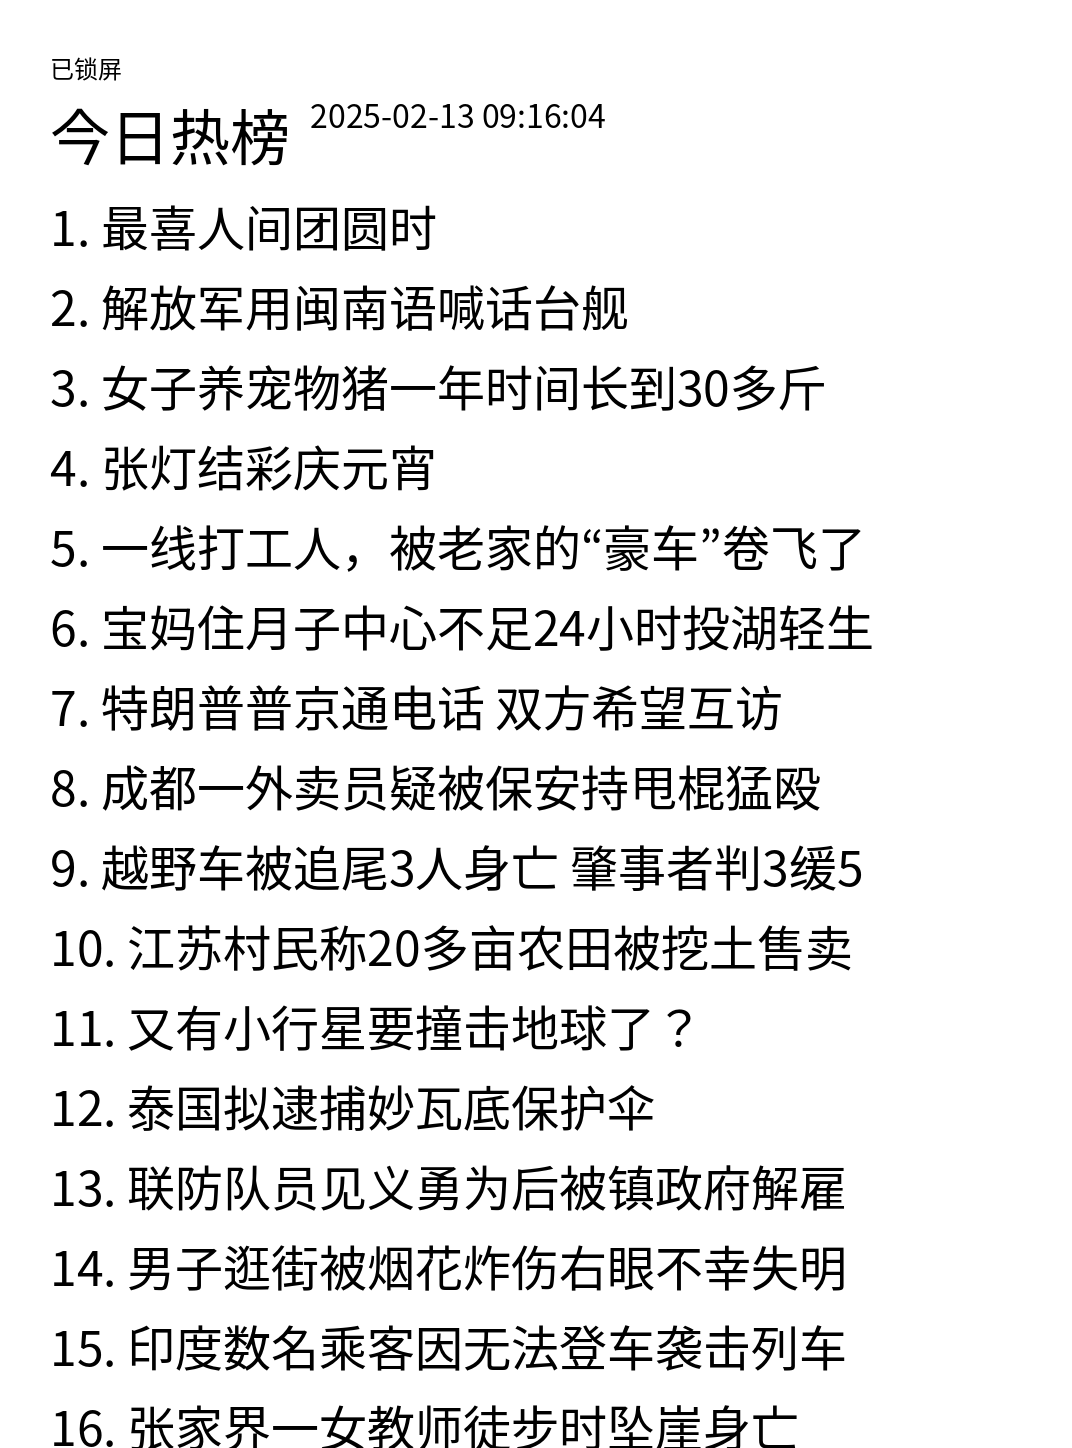 已锁屏
今日热榜 2025-02-13 09:16:04
1. 最喜人间团圆时
2. 解放军用闽南语喊话台舰
3. 女子养宠物猪一年时间长到30多斤
4. 张灯结彩庆元宵
5. 一线打工人，被老家的“豪车”卷飞了
6. 宝妈住月子中心不足24小时投湖轻生
7. 特朗普普京通电话 双方希望互访
8. 成都一外卖员疑被保安持甩棍猛殴
9. 越野车被追尾3人身亡 肇事者判3缓5
10. 江苏村民称20多亩农田被挖土售卖
11. 又有小行星要撞击地球了？
12. 泰国拟逮捕妙瓦底保护伞
13. 联防队员见义勇为后被镇政府解雇
14. 男子逛街被烟花炸伤右眼不幸失明
15. 印度数名乘客因无法登车袭击列车
16. 张家界一女教师徒步时坠崖身亡